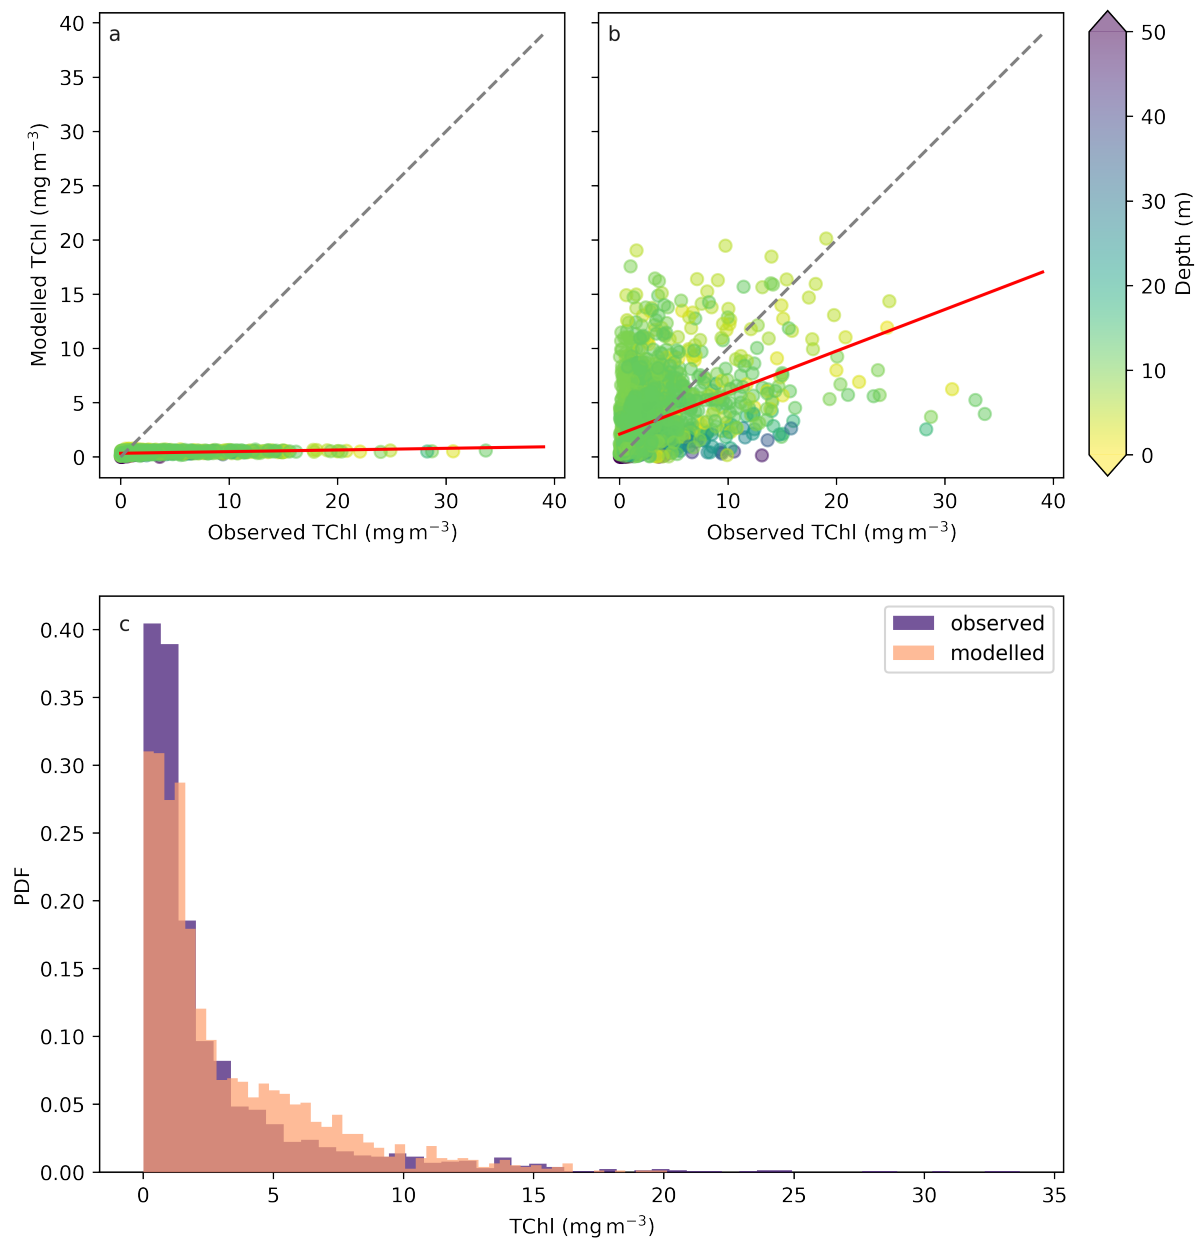 a
40
35
30
25
20
15
10
5
0
Modelled TChl (mg m⁻³)
0 10 20 30 40
Observed TChl (mg m⁻³)
b
0 10 20 30 40
Observed TChl (mg m⁻³)
50
40
30
20
10
0
Depth (m)
c
observed
modelled
0.40
0.35
0.30
0.25
0.20
0.15
0.10
0.05
0.00
PDF
0 5 10 15 20 25 30 35
TChl (mg m⁻³)